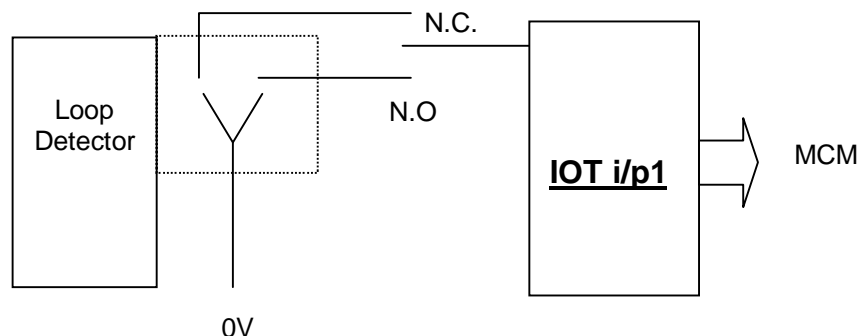 N.C.
Loop
Detector
N.O
IOT i/p1
MCM
0V